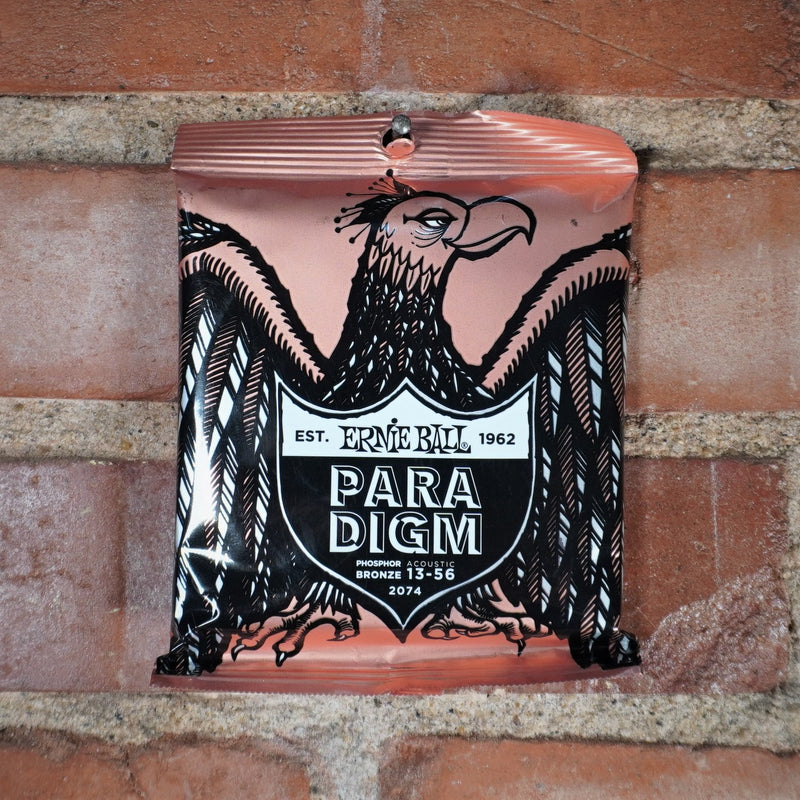 EST. ERNIE BALL® 1962
PARA
DIGM
PHOSPHOR ACOUSTIC
BRONZE 13-56
2074